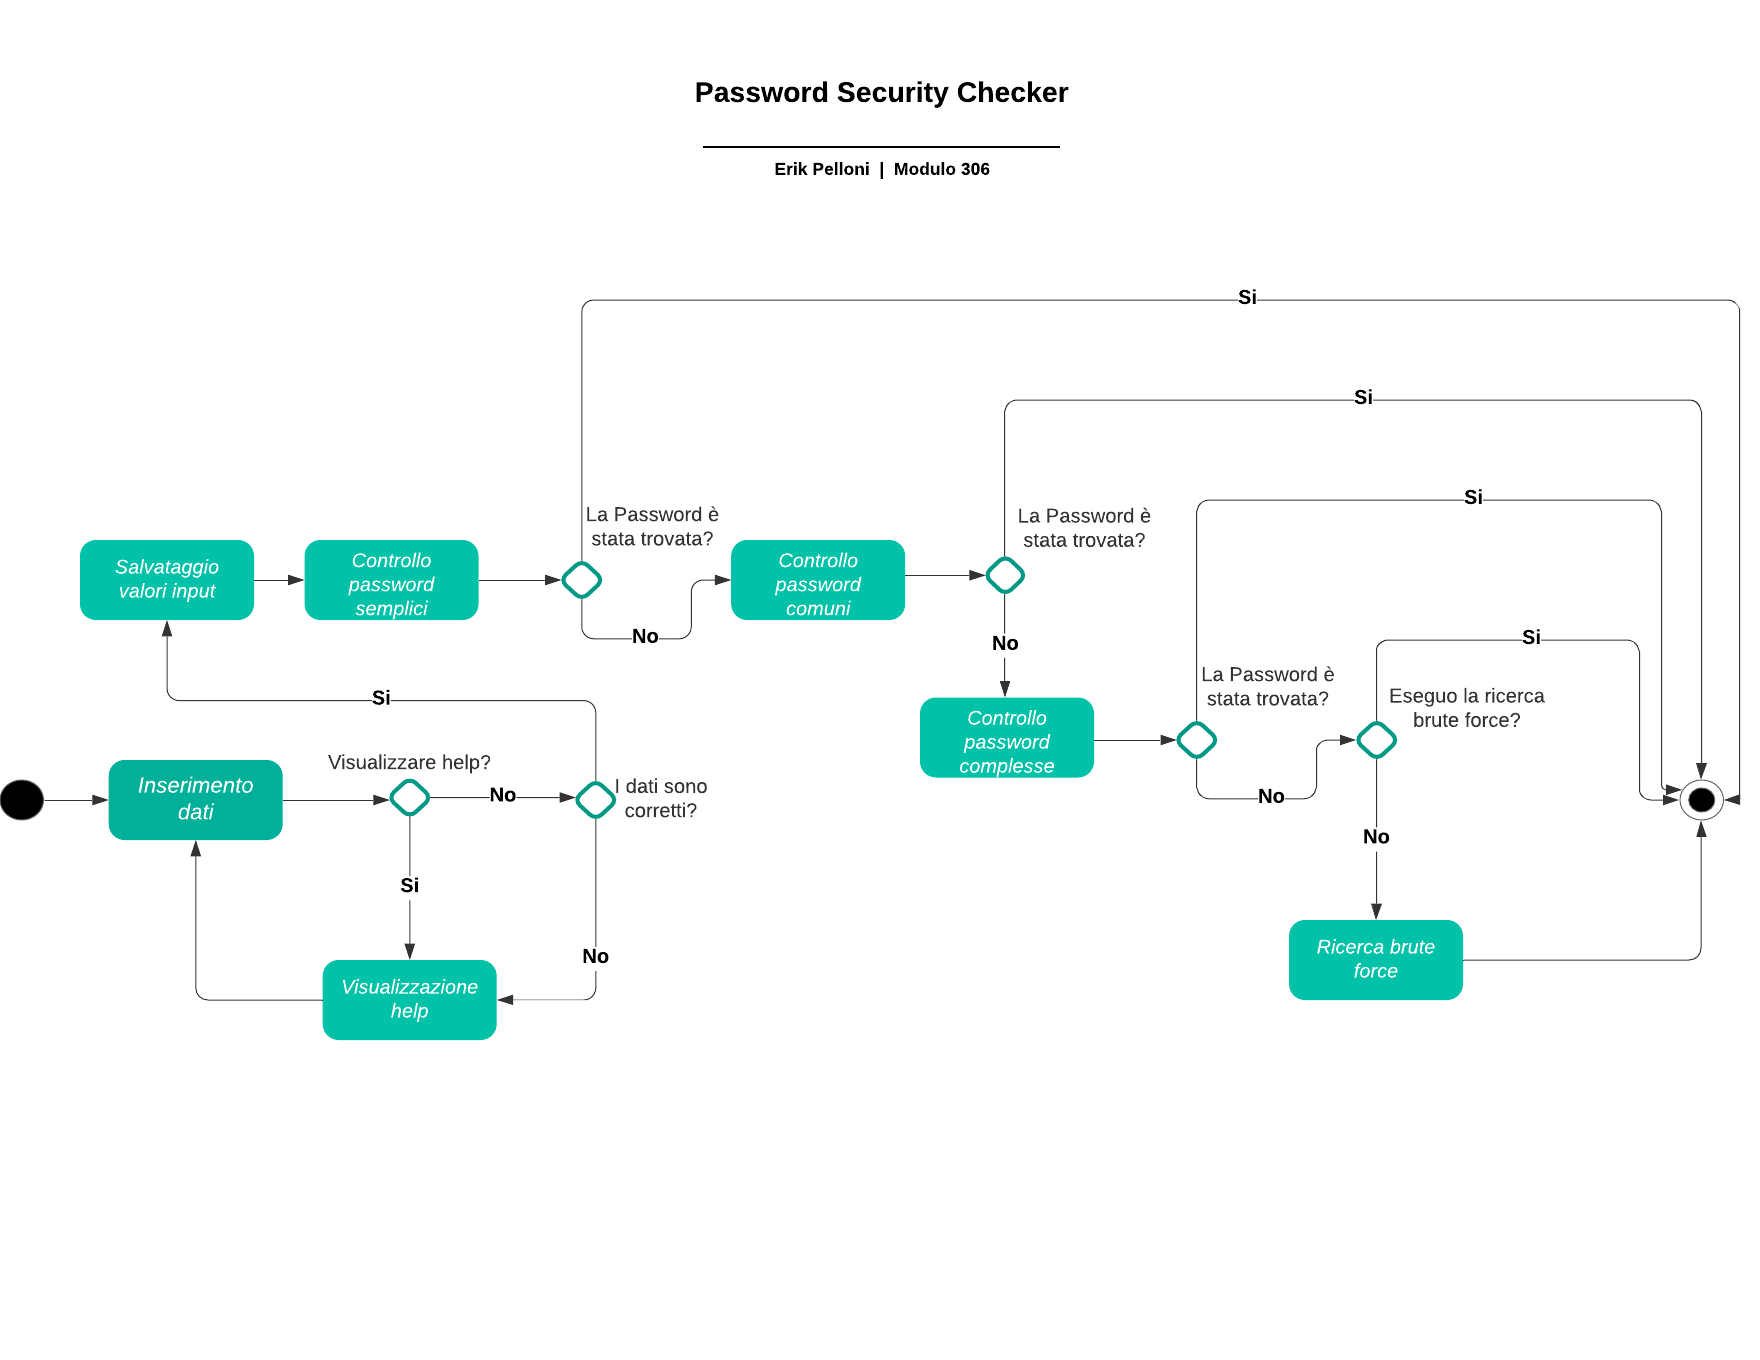 Password Security Checker
Erik Pelloni | Modulo 306
Si
Si
Si
La Password è
stata trovata?
La Password è
stata trovata?
Salvataggio
valori input
Controllo
password
semplici
Controllo
password
comuni
No
No
Si
La Password è
stata trovata?
Eseguo la ricerca
brute force?
Si
Controllo
password
complesse
Visualizzare help?
Inserimento
dati
No
I dati sono
corretti?
No
No
Si
No
Ricerca brute
force
Visualizzazione
help